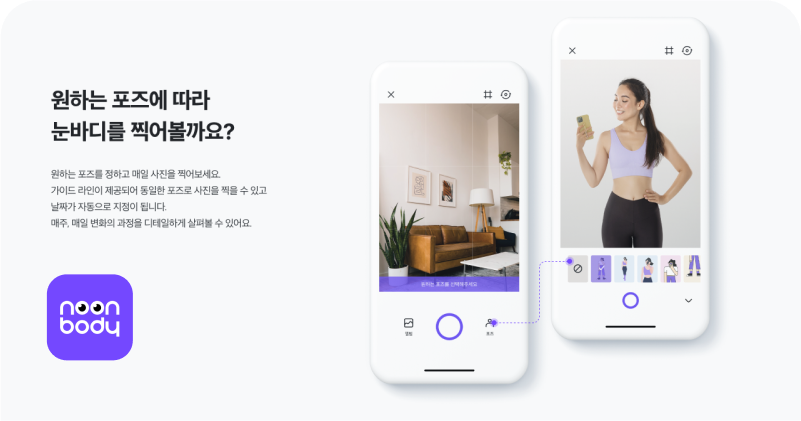 원하는 포즈에 따라
눈바디를 찍어볼까요?
원하는 포즈를 정하고 매일 사진을 찍어보세요.
가이드 라인이 제공되어 동일한 포즈로 사진을 찍을 수 있고
날짜가 자동으로 지정이 됩니다.
매주, 매일 변화의 과정을 디테일하게 살펴볼 수 있어요.
noon
body
원하는 포즈를 선택해주세요
앨범
포즈